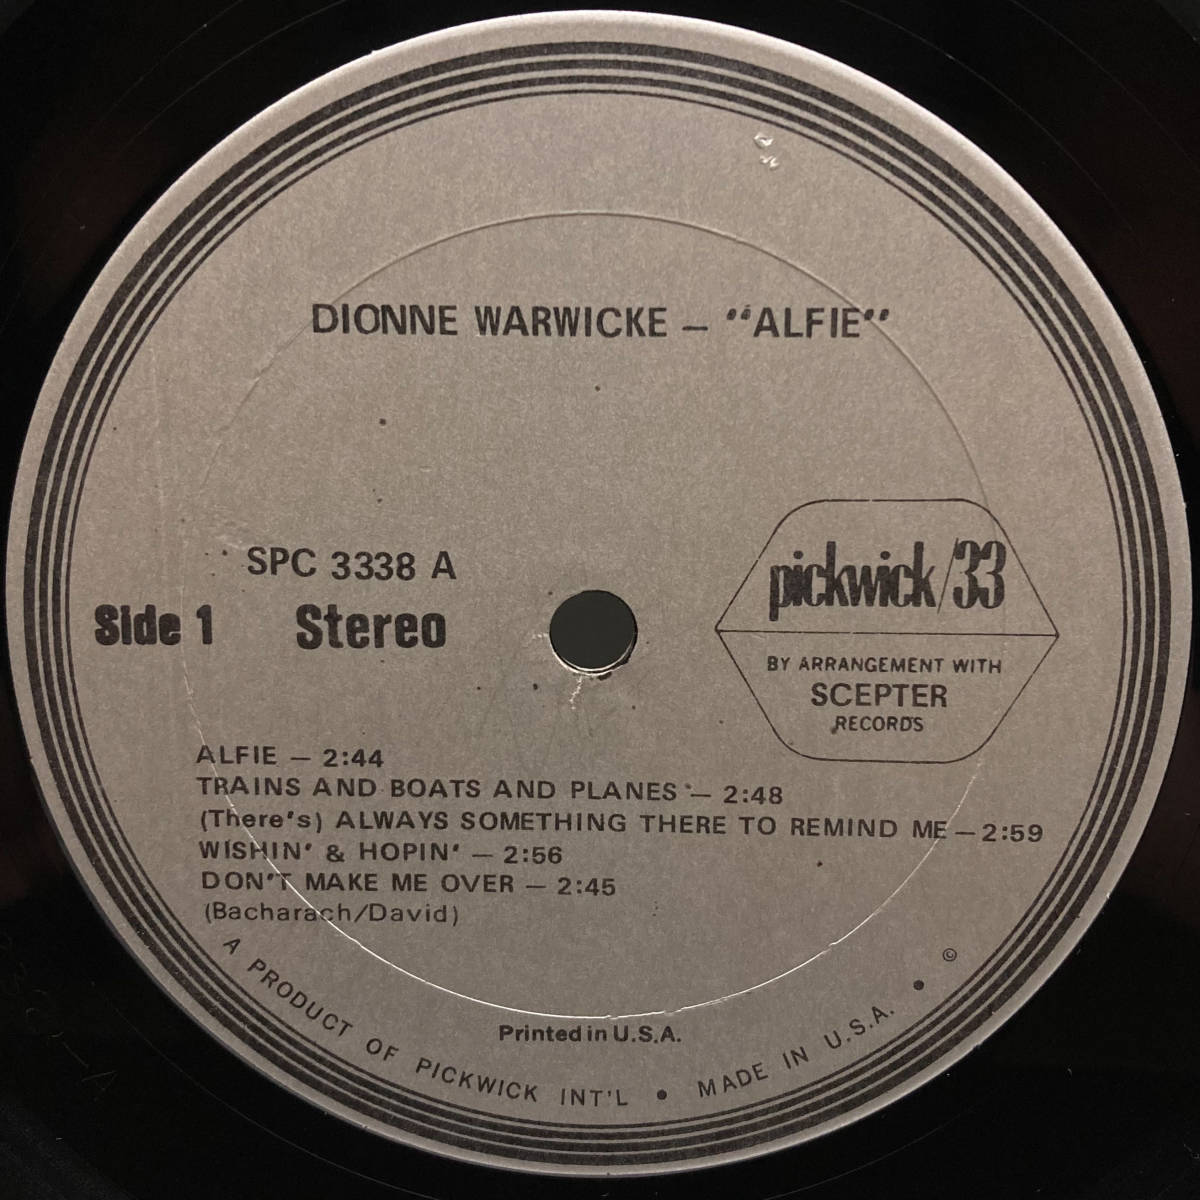 DIONNE WARWICKE — "ALFIE"
SPC 3338 A
Side 1 Stereo
pickwick/33
BY ARRANGEMENT WITH
SCEPTER
RECORDS
ALFIE — 2:44
TRAINS AND BOATS AND PLANES — 2:48
(There's) ALWAYS SOMETHING THERE TO REMIND ME — 2:59
WISHIN' & HOPIN' — 2:56
DON'T MAKE ME OVER — 2:45
(Bacharach/David)
Printed in U.S.A.
A PRODUCT OF PICKWICK INT'L • MADE IN U.S.A. • ©